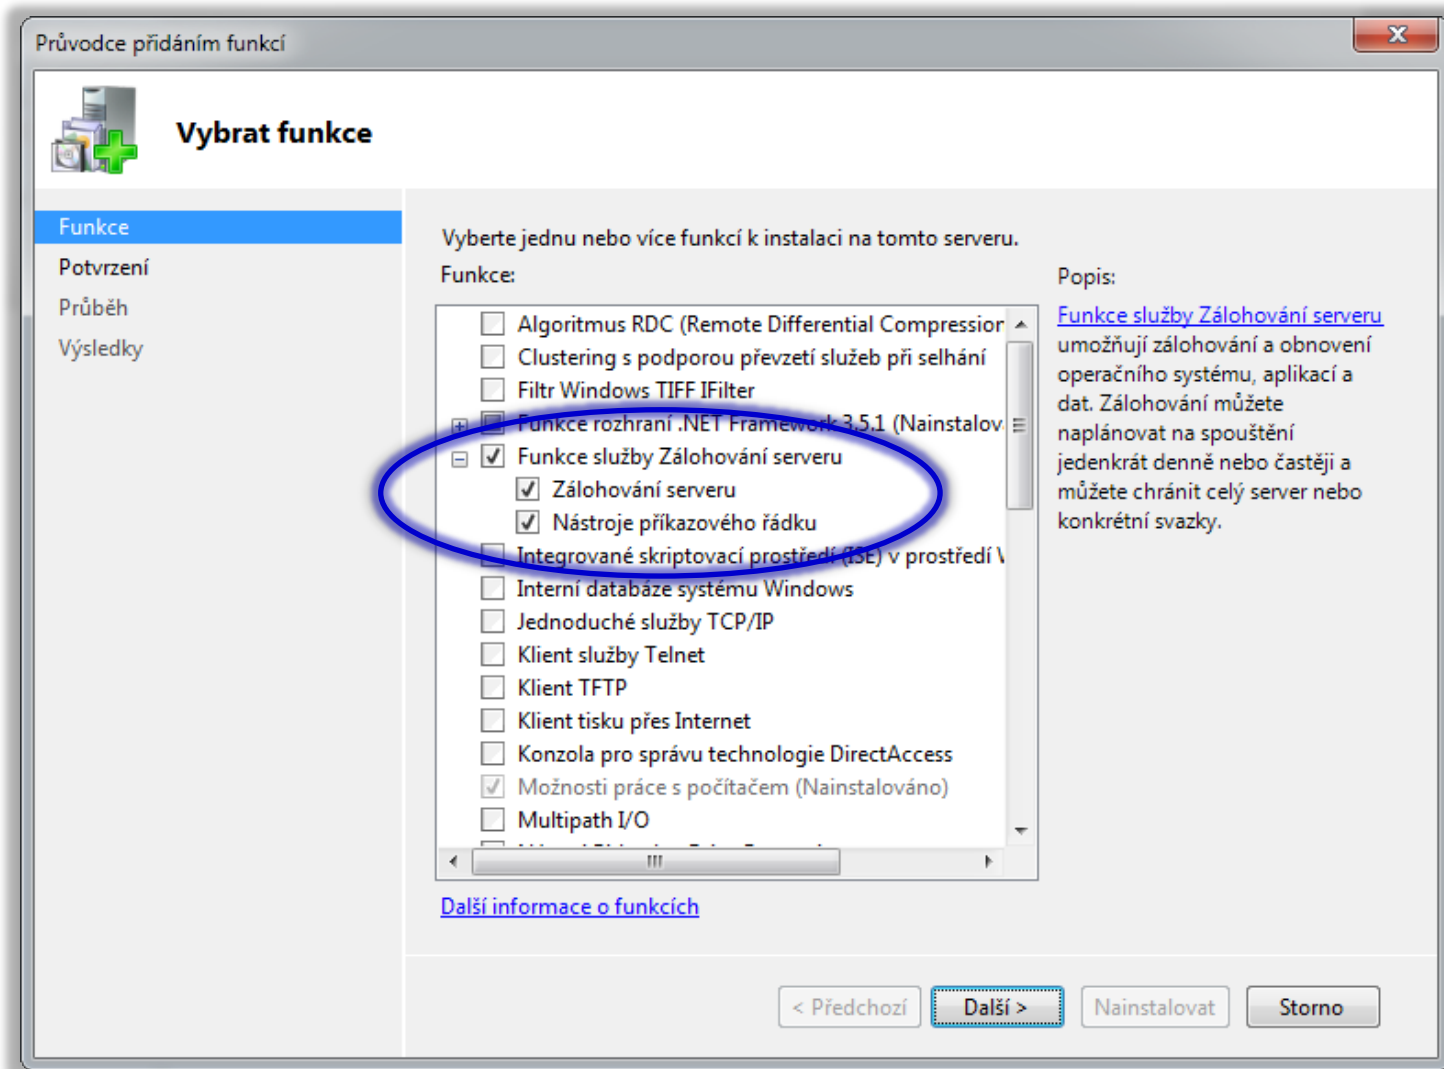 Průvodce přidáním funkcí
Vybrat funkce
Funkce
Potvrzení
Průběh
Výsledky
Vyberte jednu nebo více funkcí k instalaci na tomto serveru.
Funkce:
Algoritmus RDC (Remote Differential Compression
Clustering s podporou převzetí služeb při selhání
Filtr Windows TIFF IFilter
Funkce rozhraní .NET Framework 3.5.1 (Nainstalov
Funkce služby Zálohování serveru
Zálohování serveru
Nástroje příkazového řádku
Integrované skriptovací prostředí (ISE) v prostředí
Interní databáze systému Windows
Jednoduché služby TCP/IP
Klient služby Telnet
Klient TFTP
Klient tisku přes Internet
Konzola pro správu technologie DirectAccess
Možnosti práce s počítačem (Nainstalováno)
Multipath I/O
Další informace o funkcích
Popis:
Funkce služby Zálohování serveru
umožňují zálohování a obnovení
operačního systému, aplikací a
dat. Zálohování můžete
naplánovat na spouštění
jedenkrát denně nebo častěji a
můžete chránit celý server nebo
konkrétní svazky.
< Předchozí
Další >
Nainstalovat
Storno